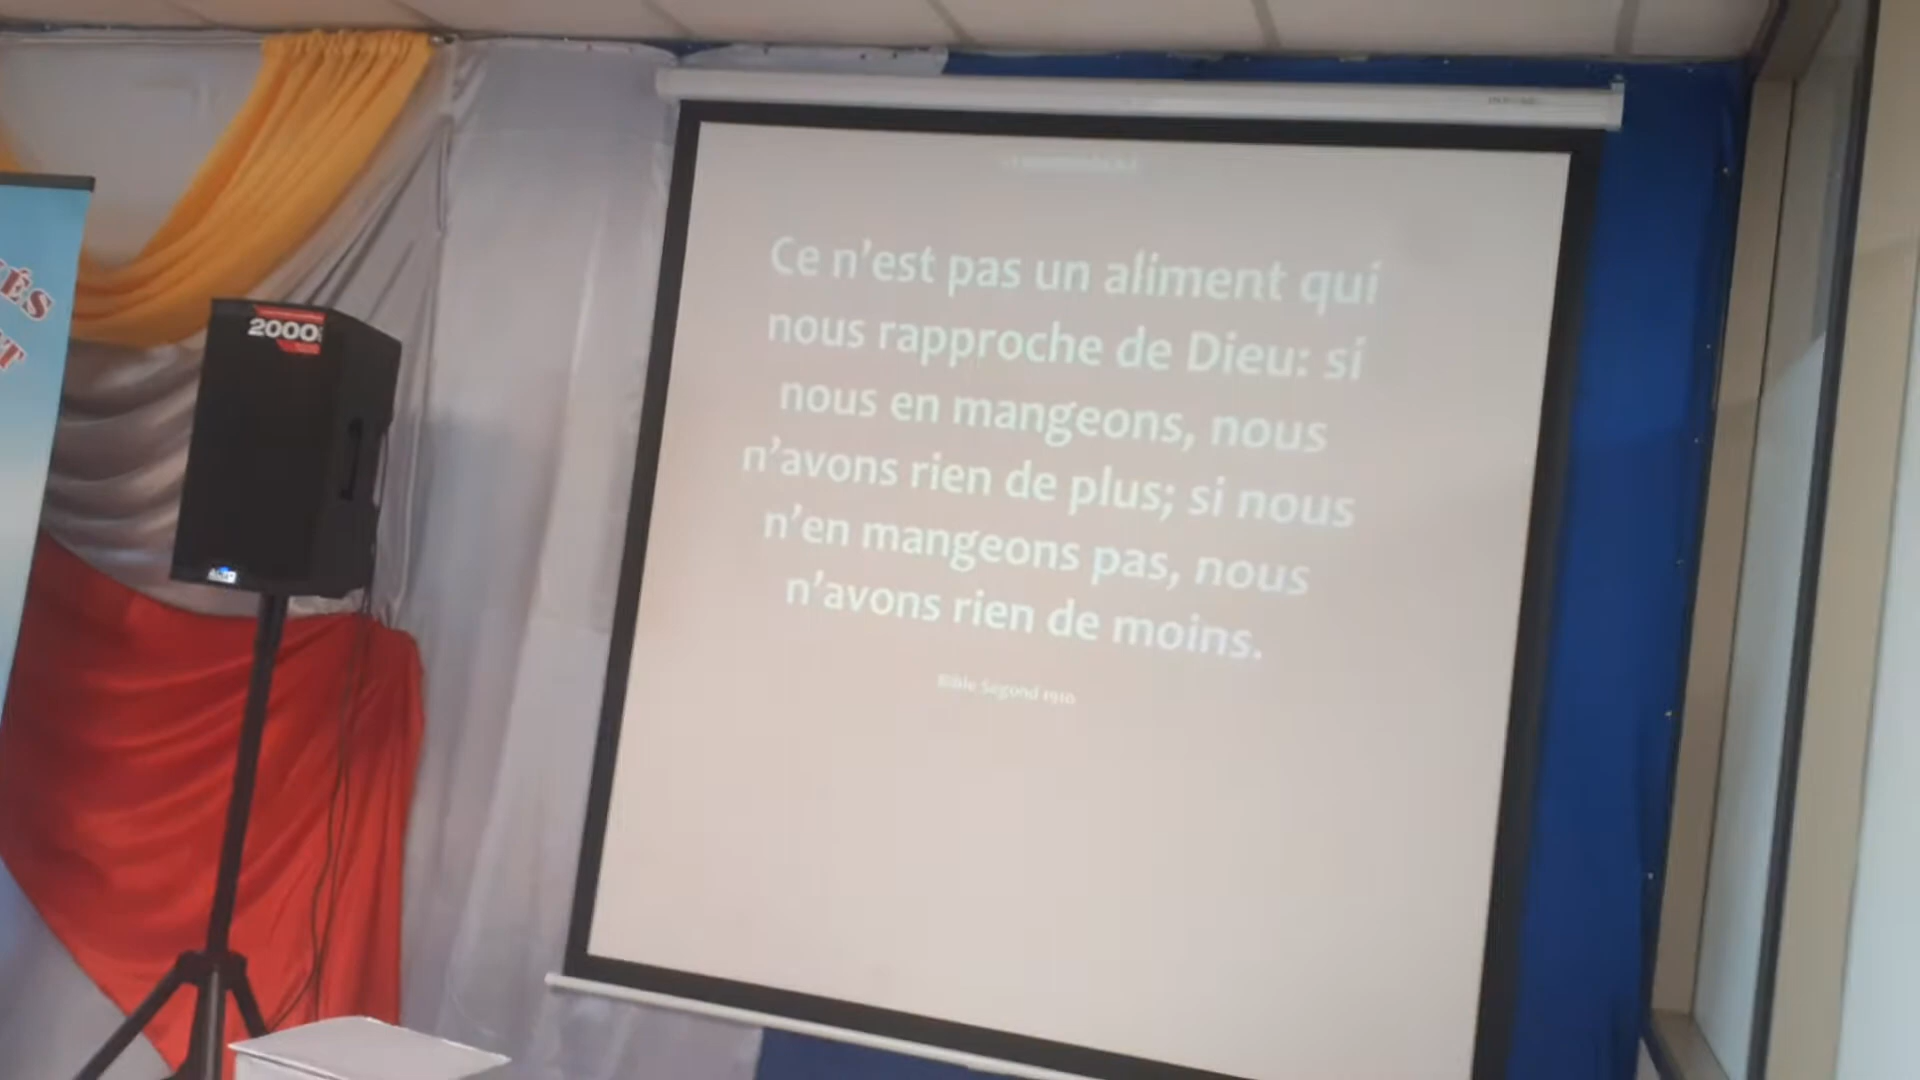 Ce n'est pas un aliment qui
nous rapproche de Dieu: si
nous en mangeons, nous
n'avons rien de plus; si nous
n'en mangeons pas, nous
n'avons rien de moins.
Bible Segond 1910
2000